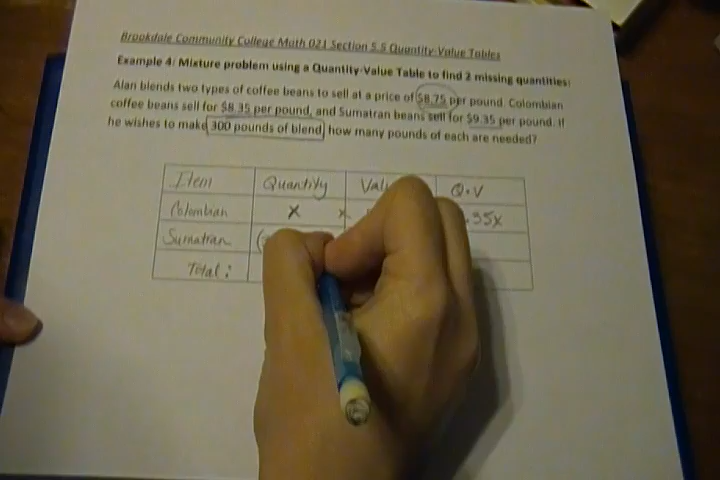 Brookdale Community College Math 021 Section 5.5 Quantity-Value Tables
Example 4: Mixture problem using a Quantity-Value Table to find 2 missing quantities:
Alan blends two types of coffee beans to sell at a price of $8.75 per pound. Colombian
coffee beans sell for $8.35 per pound, and Sumatran beans sell for $9.35 per pound. If
he wishes to make 300 pounds of blend, how many pounds of each are needed?
Item Quantity Q·V
Colombian x x .35x
Sumatran (
Total: